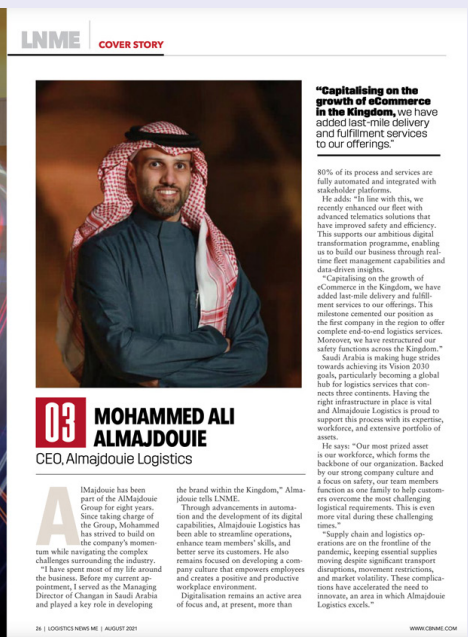 LNME
COVER STORY
“Capitalising on the
growth of eCommerce
in the Kingdom, we have
added last-mile delivery
and fulfillment services
to our offerings.”
03
MOHAMMED ALI
ALMAJDOUIE
CEO, Almajdouie Logistics
AlMajdouie has been
part of the AlMajdouie
Group for eight years.
Since taking charge of
the Group, Mohammed
has strived to build on
the company’s momen-
tum while navigating the complex
challenges surrounding the industry.
“I have spent most of my life around
the business. Before my current ap-
pointment, I served as the Managing
Director of Changan in Saudi Arabia
and played a key role in developing
the brand within the Kingdom,” Alma-
jdouie tells LNME.
Through advancements in automa-
tion and the development of its digital
capabilities, Almajdouie Logistics has
been able to streamline operations,
enhance team members’ skills, and
better serve its customers. He also
remains focused on developing a com-
pany culture that empowers employees
and creates a positive and productive
workplace environment.
Digitalisation remains an active area
of focus and, at present, more than
80% of its process and services are
fully automated and integrated with
stakeholder platforms.
He adds: “In line with this, we
recently enhanced our fleet with
advanced telematics solutions that
have improved safety and efficiency.
This supports our ambitious digital
transformation programme, enabling
us to build our business through real-
time fleet management capabilities and
data-driven insights.
“Capitalising on the growth of
eCommerce in the Kingdom, we have
added last-mile delivery and fulfill-
ment services to our offerings. This
milestone cemented our position as
the first company in the region to offer
complete end-to-end logistics services.
Moreover, we have restructured our
safety functions across the Kingdom.”
Saudi Arabia is making huge strides
towards achieving its Vision 2030
goals, particularly becoming a global
hub for logistics services that con-
nects three continents. Having the
right infrastructure in place is vital
and Almajdouie Logistics is proud to
support this process with its expertise,
workforce, and extensive portfolio of
assets.
He says: “Our most prized asset
is our workforce, which forms the
backbone of our organization. Backed
by our strong company culture and
a focus on safety, our team members
function as one family to help custom-
ers overcome the most challenging
logistical requirements. This is even
more vital during these challenging
times.”
“Supply chain and logistics op-
erations are on the frontline of the
pandemic, keeping essential supplies
moving despite significant transport
disruptions, movement restrictions,
and market volatility. These complica-
tions have accelerated the need to
innovate, an area in which Almajdouie
Logistics excels.”
26 | LOGISTICS NEWS ME | AUGUST 2021
WWW.CBNME.COM